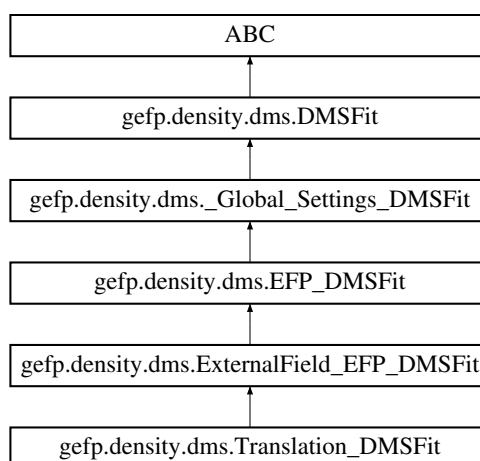 ABC
gefp.density.dms.DMSFit
gefp.density.dms._Global_Settings_DMSFit
gefp.density.dms.EFP_DMSFit
gefp.density.dms.ExternalField_EFP_DMSFit
gefp.density.dms.Translation_DMSFit